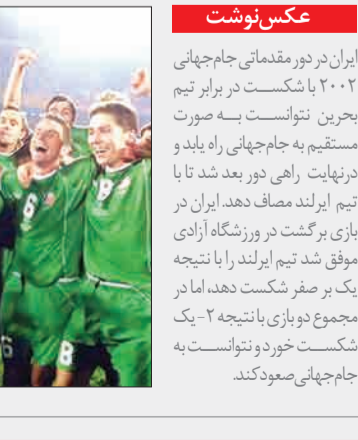 عکس‌نوشت
ایران در دور مقدماتی جام‌جهانی
۲۰۰۲ با شکست در برابر تیم
بحرین نتوانست به صورت
مستقیم به جام‌جهانی راه یابد و
درنهایت راهی دور بعد شد تا با
تیم ایرلند مصاف دهد. ایران در
بازی برگشت در ورزشگاه آزادی
موفق شد تیم ایرلند را با نتیجه
یک بر صفر شکست دهد، اما در
مجموع دو بازی با نتیجه ۲-یک
شکست خورد و نتوانست به
جام‌جهانی صعود کند.
6
8